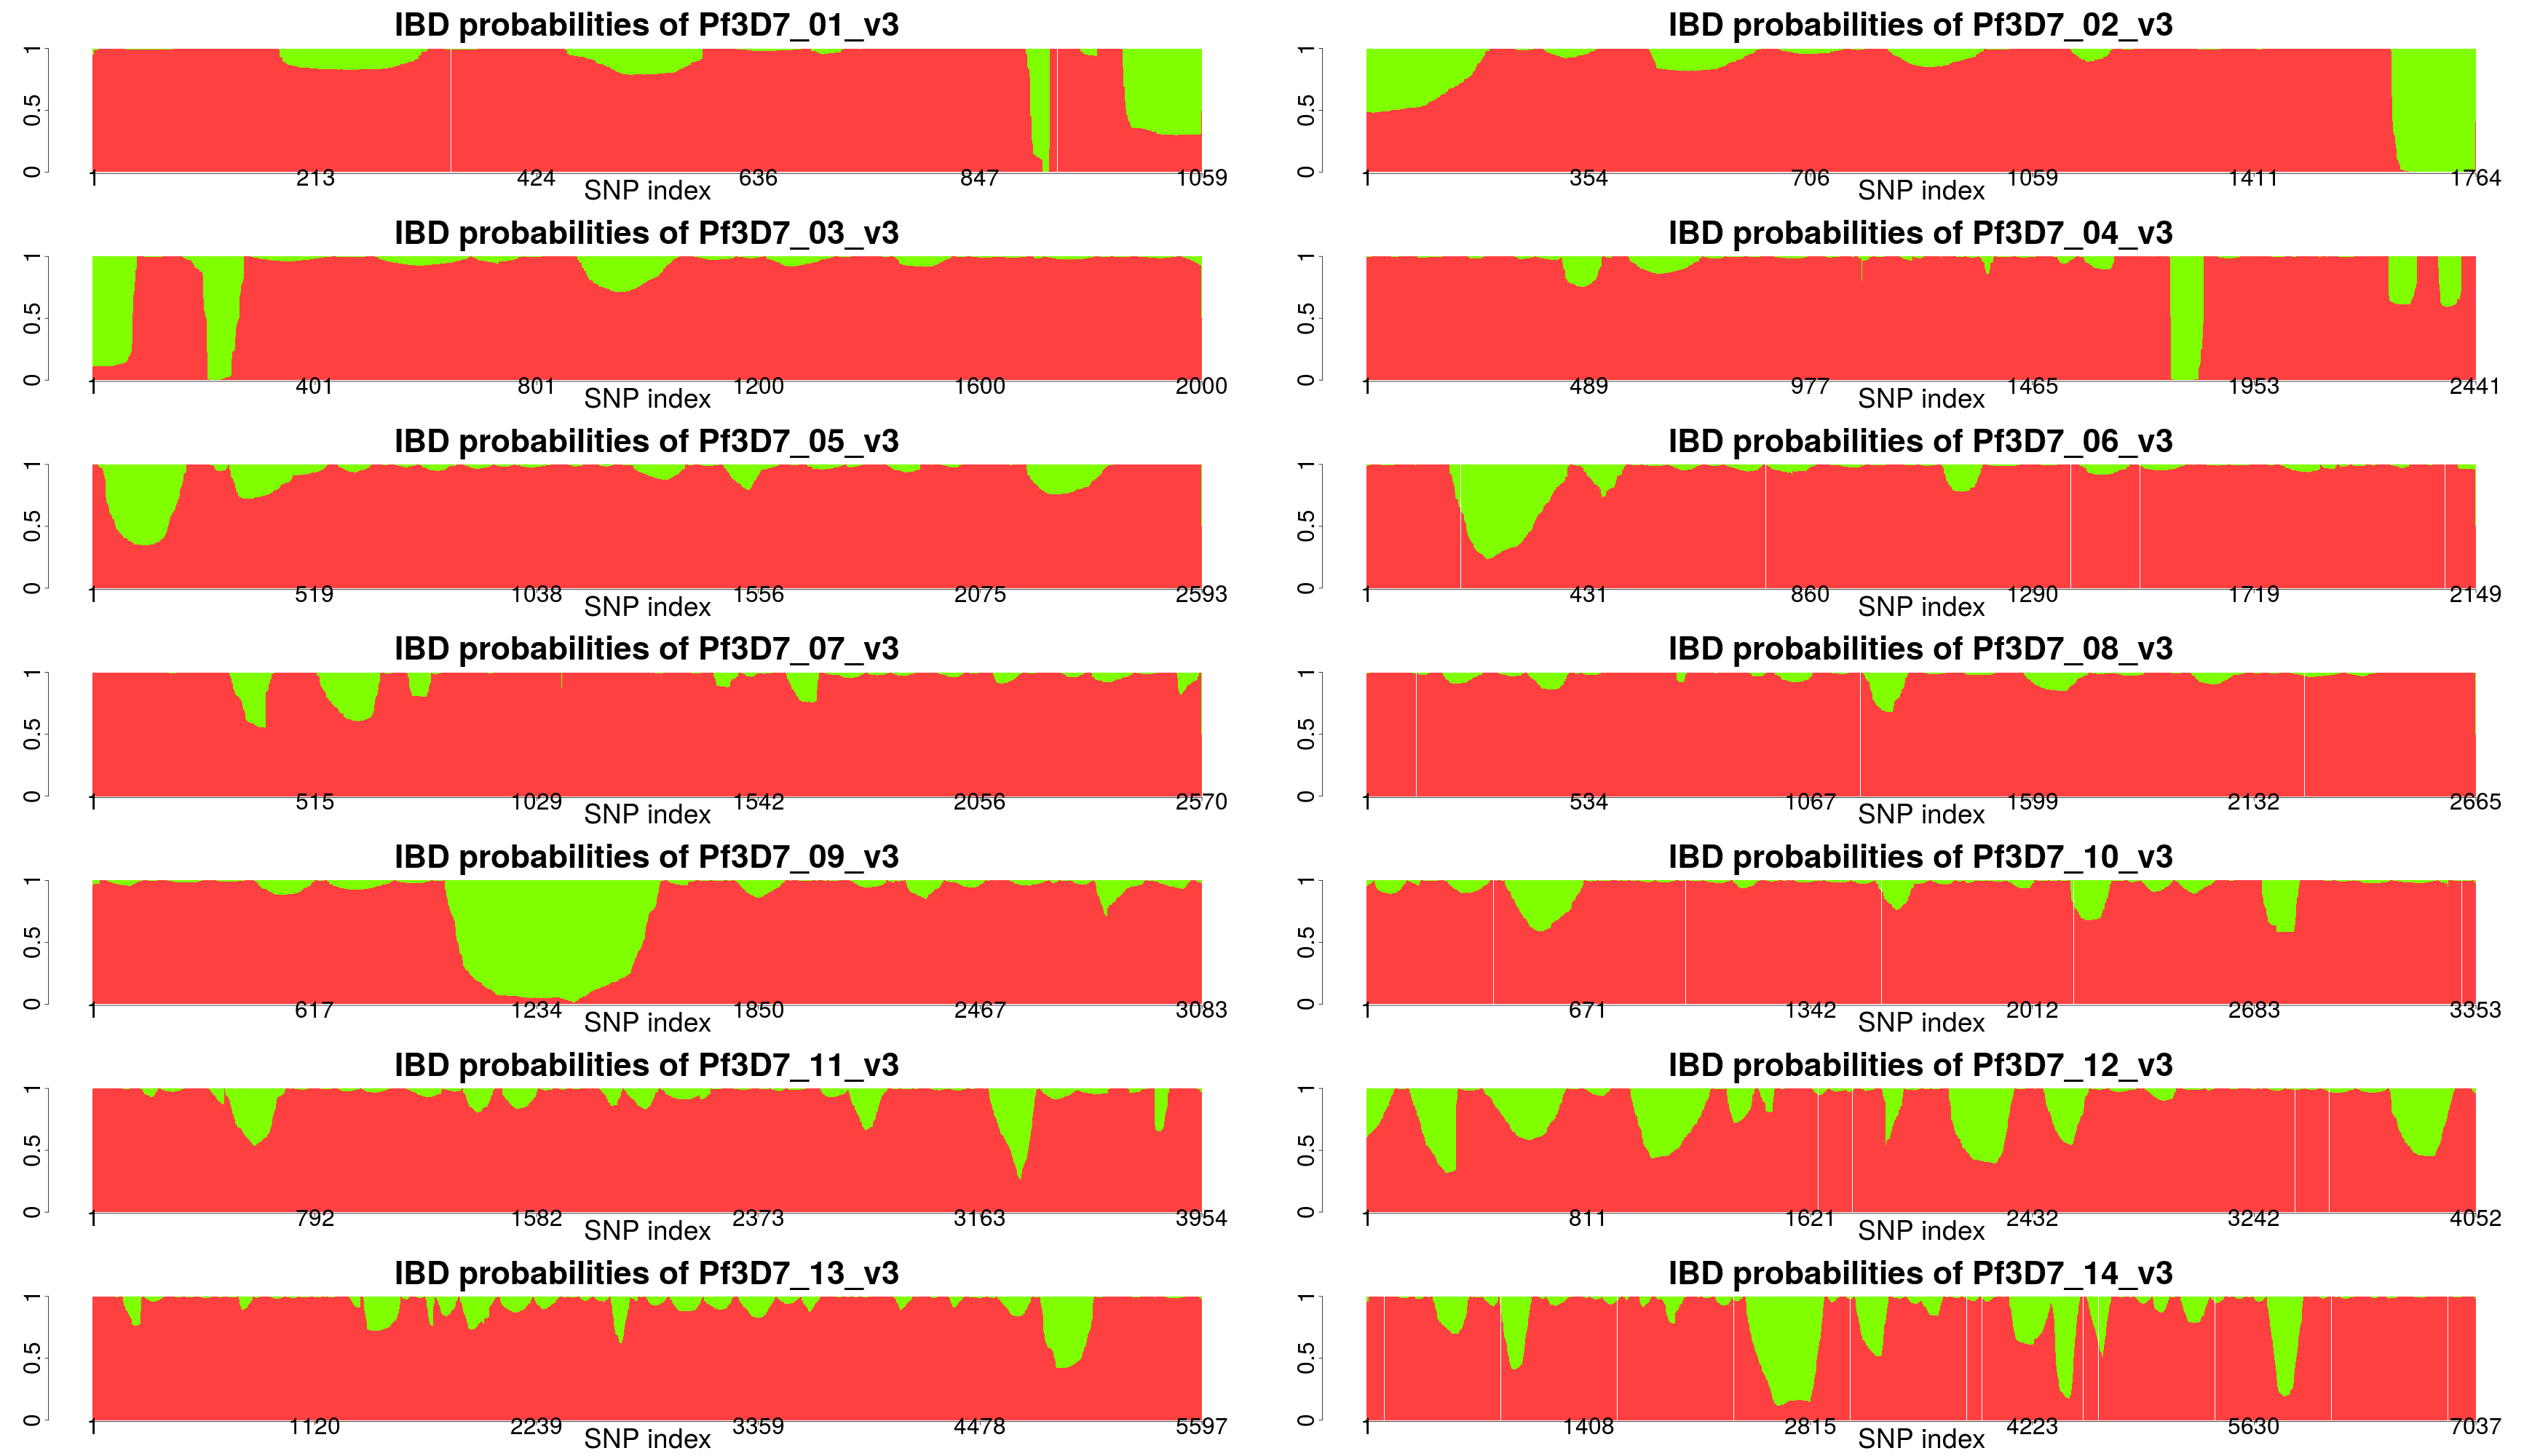 IBD probabilities of Pf3D7_01_v3
0 0.5 1
1 213 424 636 847 1059
SNP index
IBD probabilities of Pf3D7_02_v3
0 0.5 1
1 354 706 1059 1411 1764
SNP index
IBD probabilities of Pf3D7_03_v3
0 0.5 1
1 401 801 1200 1600 2000
SNP index
IBD probabilities of Pf3D7_04_v3
0 0.5 1
1 489 977 1465 1953 2441
SNP index
IBD probabilities of Pf3D7_05_v3
0 0.5 1
1 519 1038 1556 2075 2593
SNP index
IBD probabilities of Pf3D7_06_v3
0 0.5 1
1 431 860 1290 1719 2149
SNP index
IBD probabilities of Pf3D7_07_v3
0 0.5 1
1 515 1029 1542 2056 2570
SNP index
IBD probabilities of Pf3D7_08_v3
0 0.5 1
1 534 1067 1599 2132 2665
SNP index
IBD probabilities of Pf3D7_09_v3
0 0.5 1
1 617 1234 1850 2467 3083
SNP index
IBD probabilities of Pf3D7_10_v3
0 0.5 1
1 671 1342 2012 2683 3353
SNP index
IBD probabilities of Pf3D7_11_v3
0 0.5 1
1 792 1582 2373 3163 3954
SNP index
IBD probabilities of Pf3D7_12_v3
0 0.5 1
1 811 1621 2432 3242 4052
SNP index
IBD probabilities of Pf3D7_13_v3
0 0.5 1
1 1120 2239 3359 4478 5597
SNP index
IBD probabilities of Pf3D7_14_v3
0 0.5 1
1 1408 2815 4223 5630 7037
SNP index